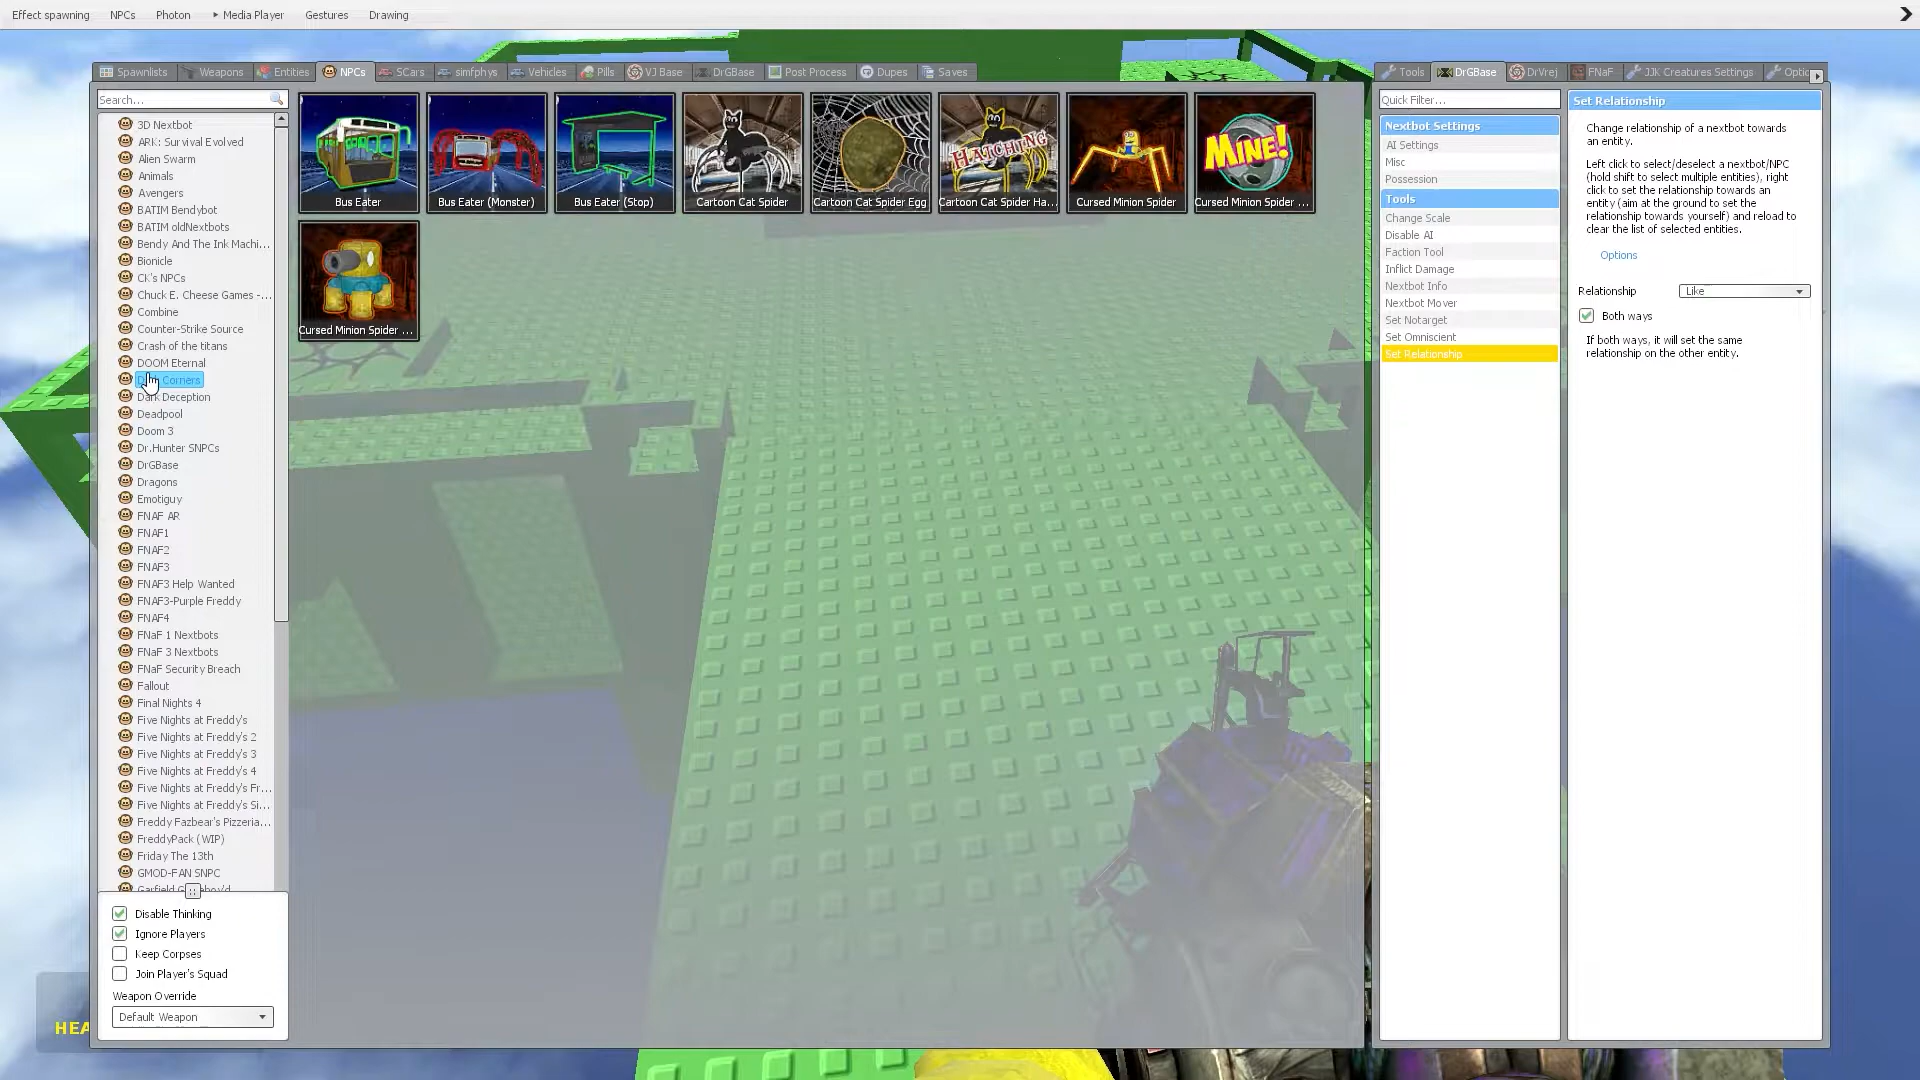 Effect spawning NPCs Photon Media Player Gestures Drawing
Spawnlists Weapons Entities NPCs SCars simfphys Vehicles Pills VJ Base DrGBase Post Process Dupes Saves
Search...
3D Nextbot
ARK: Survival Evolved
Alien Swarm
Animals
Avengers
BATIM Bendybot
BATIM oldNextbots
Bendy And The Ink Machi...
Bionicle
CK's NPCs
Chuck E. Cheese Games -...
Combine
Counter-Strike Source
Crash of the titans
DOOM Eternal
Corners
Dark Deception
Deadpool
Doom 3
Dr.Hunter SNPCs
DrGBase
Dragons
Emotiguy
FNAF AR
FNAF1
FNAF2
FNAF3
FNAF3 Help Wanted
FNAF3-Purple Freddy
FNAF4
FNaF 1 Nextbots
FNaF 3 Nextbots
FNaF Security Breach
Fallout
Final Nights 4
Five Nights at Freddy's
Five Nights at Freddy's 2
Five Nights at Freddy's 3
Five Nights at Freddy's 4
Five Nights at Freddy's Fr...
Five Nights at Freddy's Si...
Freddy Fazbear's Pizzeria...
FreddyPack (WIP)
Friday The 13th
GMOD-FAN SNPC
Garfield
Disable Thinking
Ignore Players
Keep Corpses
Join Player's Squad
Weapon Override
Default Weapon
HEA
Bus Eater
Bus Eater (Monster)
Bus Eater (Stop)
Cartoon Cat Spider
Cartoon Cat Spider Egg
HATCHING
Cartoon Cat Spider Ha...
Cursed Minion Spider
MINE!
Cursed Minion Spider ...
Cursed Minion Spider ...
Tools DrGBase DrVrej FNaF JJK Creatures Settings Optic
Quick Filter...
Nextbot Settings
AI Settings
Misc
Possession
Tools
Change Scale
Disable AI
Faction Tool
Inflict Damage
Nextbot Info
Nextbot Mover
Set Notarget
Set Omniscient
Set Relationship
Set Relationship
Change relationship of a nextbot towards
an entity.
Left click to select/deselect a nextbot/NPC
(hold shift to select multiple entities), right
click to set the relationship towards an
entity (aim at the ground to set the
relationship towards yourself) and reload to
clear the list of selected entities.
Options
Relationship Like
Both ways
If both ways, it will set the same
relationship on the other entity.